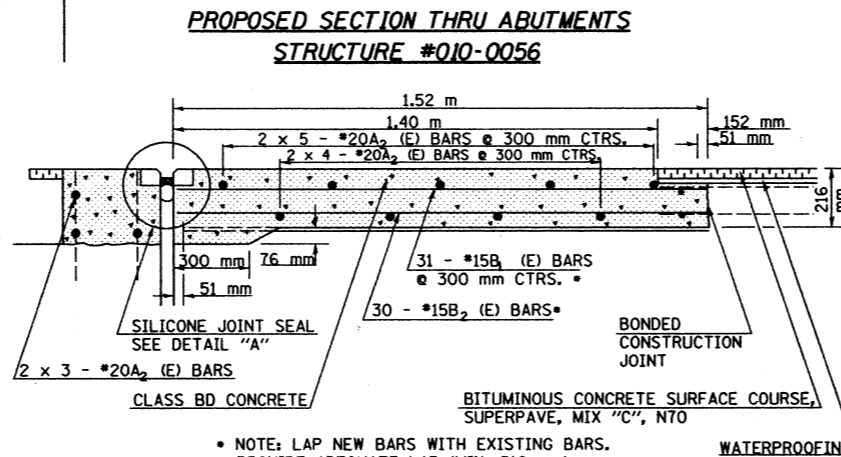 PROPOSED SECTION THRU ABUTMENTS
STRUCTURE #010-0056
1.52 m
1.40 m
152 mm
2 x 5 - #20A₂ (E) BARS @ 300 mm CTRS.
51 mm
2 x 4 - #20A₂ (E) BARS @ 300 mm CTRS.
216 mm
300 mm
76 mm
31 - #15B₁ (E) BARS
@ 300 mm CTRS. *
51 mm
30 - #15B₂ (E) BARS*
SILICONE JOINT SEAL
SEE DETAIL "A"
BONDED
CONSTRUCTION
JOINT
2 x 3 - #20A₂ (E) BARS
CLASS BD CONCRETE
BITUMINOUS CONCRETE SURFACE COURSE,
SUPERPAVE, MIX "C", N70
* NOTE: LAP NEW BARS WITH EXISTING BARS.
WATERPROOFIN